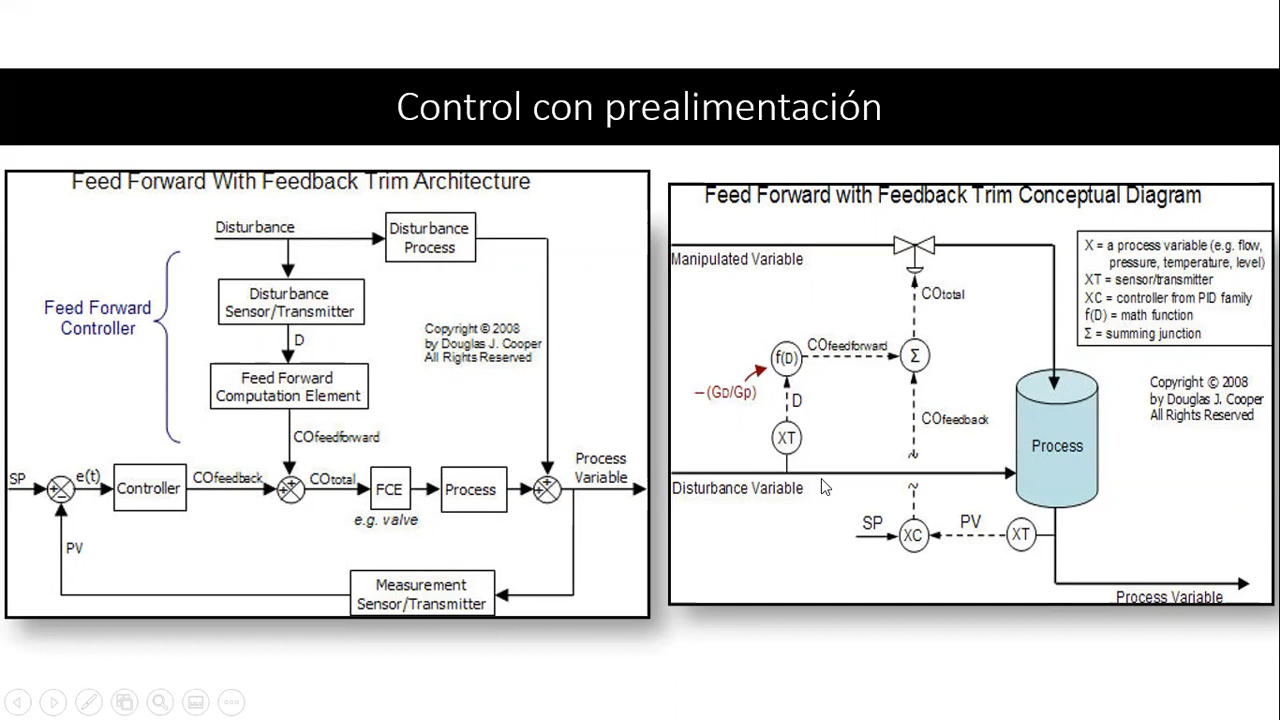 Control con prealimentación
Feed Forward With Feedback Trim Architecture
Disturbance
Disturbance
Process
Feed Forward
Controller
Disturbance
Sensor/Transmitter
Copyright © 2008
by Douglas J. Cooper
All Rights Reserved
D
Feed Forward
Computation Element
COfeedforward
SP
e(t)
Controller
COfeedback
COtotal
FCE
e.g. valve
Process
Process
Variable
PV
Measurement
Sensor/Transmitter
Feed Forward with Feedback Trim Conceptual Diagram
Manipulated Variable
X = a process variable (e.g. flow,
pressure, temperature, level)
XT = sensor/transmitter
XC = controller from PID family
f(D) = math function
Σ = summing junction
COtotal
COfeedforward
f(D)
Σ
−(GD/GP)
D
COfeedback
XT
Copyright © 2008
by Douglas J. Cooper
All Rights Reserved
Process
Disturbance Variable
SP
XC
PV
XT
Process Variable